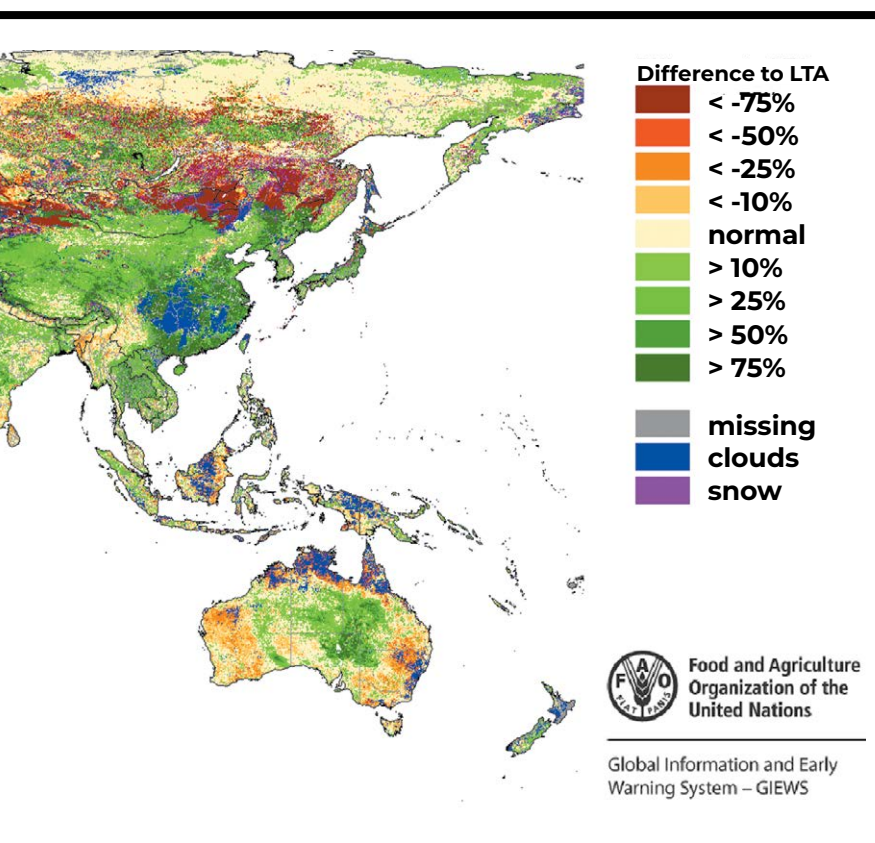 Difference to LTA
< -75%
< -50%
< -25%
< -10%
normal
> 10%
> 25%
> 50%
> 75%
missing
clouds
snow
F A O
FIAT PANIS
Food and Agriculture
Organization of the
United Nations
Global Information and Early
Warning System – GIEWS